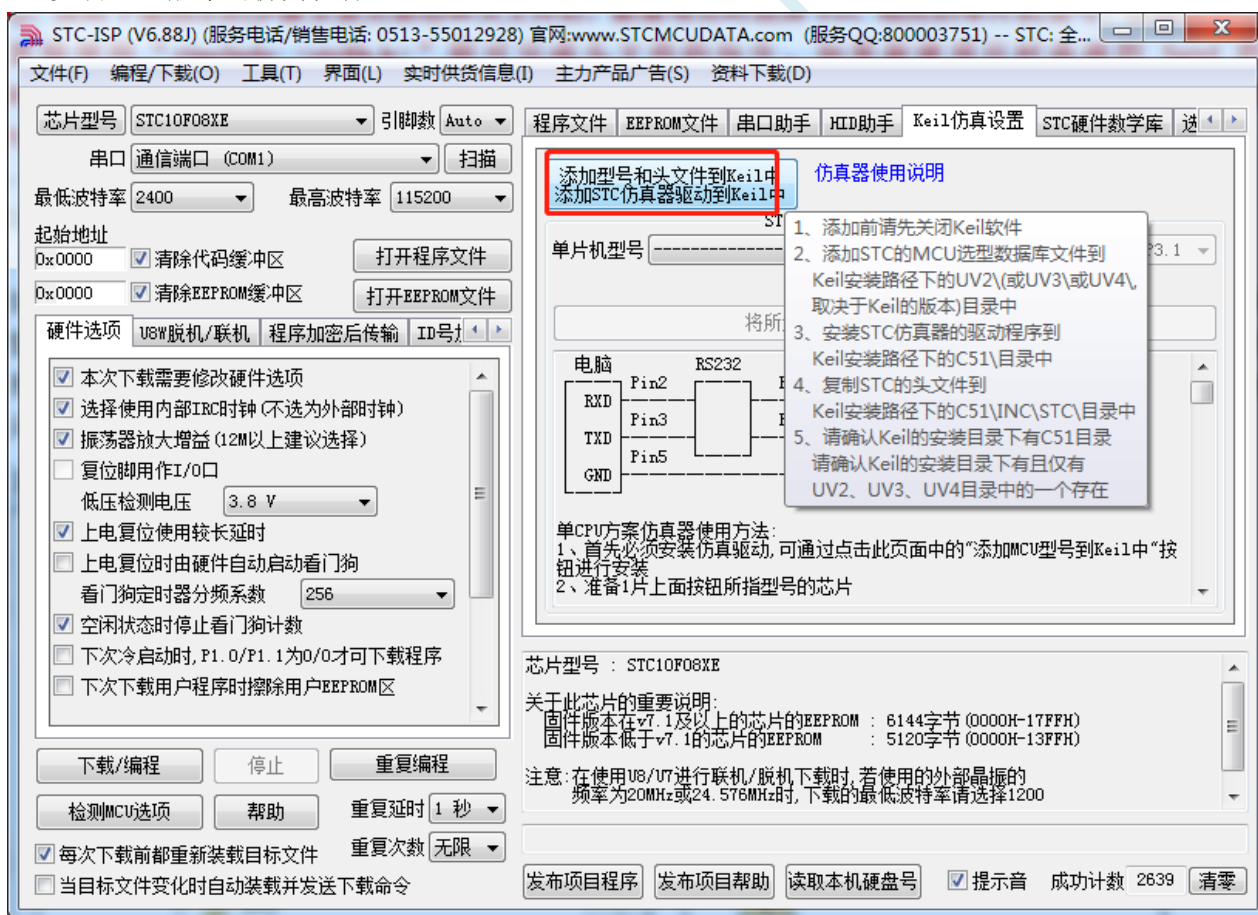 STC-ISP (V6.88J) (服务电话/销售电话: 0513-55012928) 官网:www.STCMCUDATA.com (服务QQ:800003751) -- STC: 全...
文件(F) 编程/下载(O) 工具(T) 界面(L) 实时供货信息(I) 主力产品广告(S) 资料下载(D)
芯片型号 STC10F08XE 引脚数 Auto
串口 通信端口 (COM1) 扫描
最低波特率 2400 最高波特率 115200
起始地址
0x0000 清除代码缓冲区 打开程序文件
0x0000 清除EEPROM缓冲区 打开EEPROM文件
硬件选项 U8W脱机/联机 程序加密后传输 ID号
本次下载需要修改硬件选项
选择使用内部IRC时钟(不选为外部时钟)
振荡器放大增益(12M以上建议选择)
复位脚用作I/O口
低压检测电压 3.8 V
上电复位使用较长延时
上电复位时由硬件自动启动看门狗
看门狗定时器分频系数 256
空闲状态时停止看门狗计数
下次冷启动时,P1.0/P1.1为0/0才可下载程序
下次下载用户程序时擦除用户EEPROM区
下载/编程 停止 重复编程
检测MCU选项 帮助 重复延时 1 秒
每次下载前都重新装载目标文件 重复次数 无限
当目标文件变化时自动装载并发送下载命令
程序文件 EEPROM文件 串口助手 HID助手 Keil仿真设置 STC硬件数学库
添加型号和头文件到Keil中
添加STC仿真器驱动到Keil中
仿真器使用说明
ST
单片机型号 3.1
将所
1、添加前请先关闭Keil软件
2、添加STC的MCU选型数据库文件到
Keil安装路径下的UV2\(或UV3\或UV4\,
取决于Keil的版本)目录中
3、安装STC仿真器的驱动程序到
Keil安装路径下的C51\目录中
4、复制STC的头文件到
Keil安装路径下的C51\INC\STC\目录中
5、请确认Keil的安装目录下有C51目录
请确认Keil的安装目录下有且仅有
UV2、UV3、UV4目录中的一个存在
电脑 RS232
Pin2
RXD
Pin3
TXD
Pin5
GND
单CPU方案仿真器使用方法:
1、首先必须安装仿真驱动,可通过点击此页面中的“添加MCU型号到Keil中”按
钮进行安装
2、准备1片上面按钮所指型号的芯片
芯片型号 : STC10F08XE
关于此芯片的重要说明:
固件版本在v7.1及以上的芯片的EEPROM : 6144字节(0000H-17FFH)
固件版本低于v7.1的芯片的EEPROM : 5120字节(0000H-13FFH)
注意:在使用U8/U7进行联机/脱机下载时,若使用的外部晶振的
频率为20MHz或24.576MHz时,下载的最低波特率请选择1200
发布项目程序 发布项目帮助 读取本机硬盘号 提示音 成功计数 2639 清零